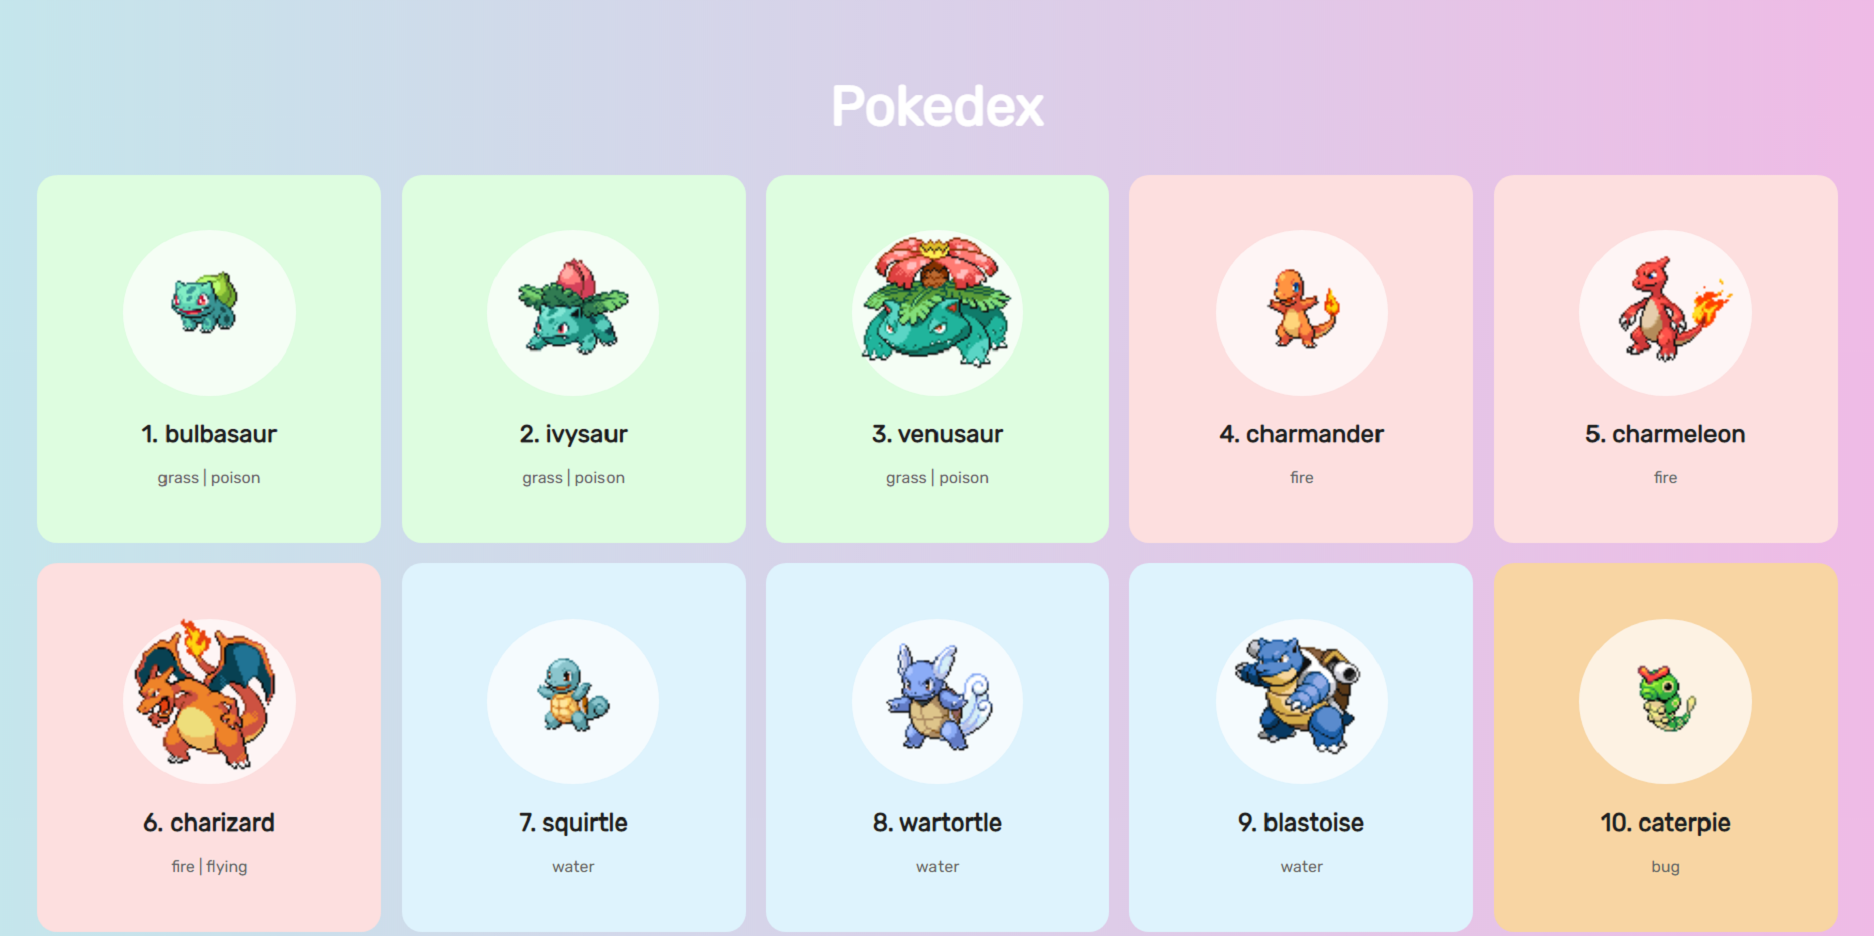 Pokedex
1. bulbasaur
grass | poison
2. ivysaur
grass | poison
3. venusaur
grass | poison
4. charmander
fire
5. charmeleon
fire
6. charizard
fire | flying
7. squirtle
water
8. wartortle
water
9. blastoise
water
10. caterpie
bug